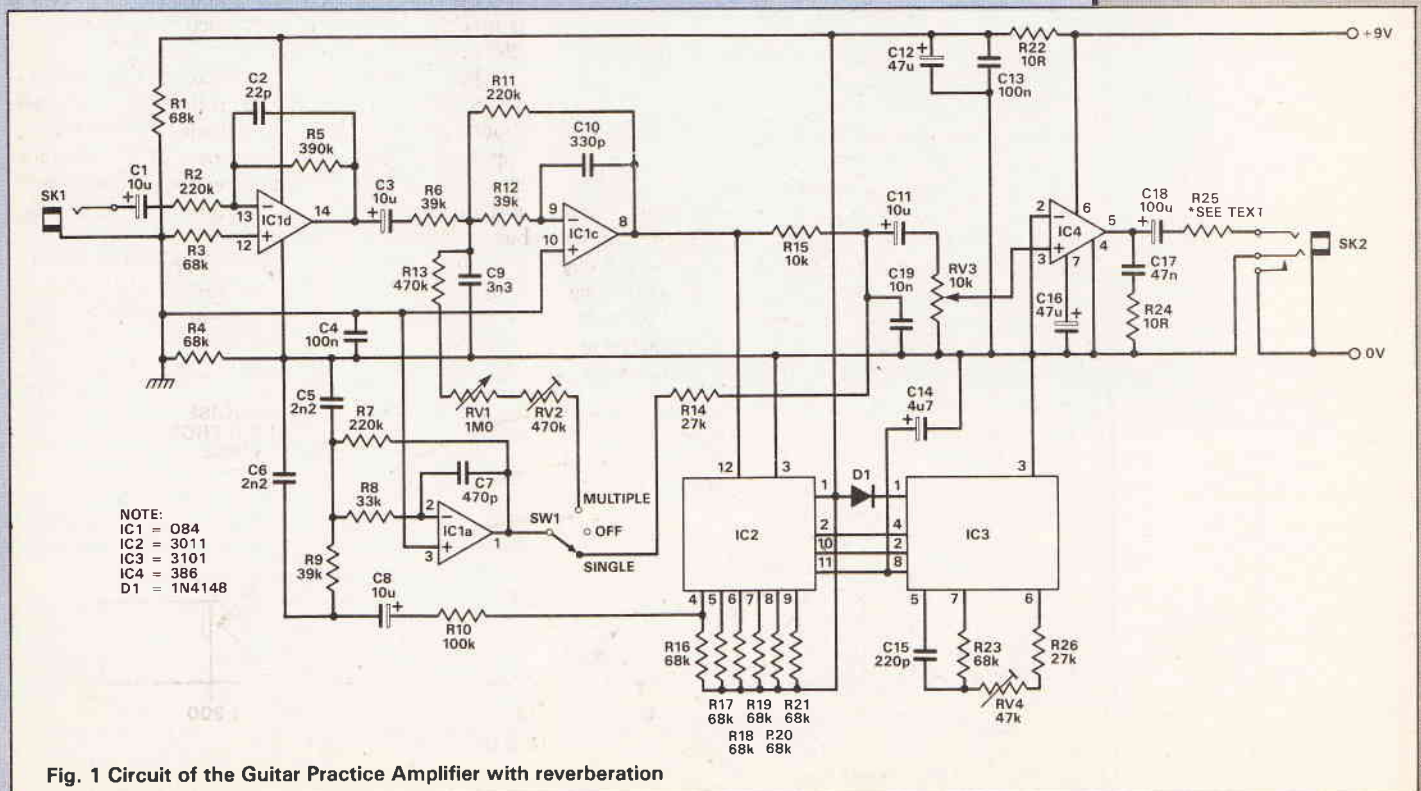 C12
47u
R22
10R
+9V
C13
100n
R1
68k
C2
22p
R11
220k
R5
390k
C10
330p
SK1
C1
10u
R2
220k
13
IC1d
14
12
R3
68k
C3
10u
R6
39k
R12
39k
9
IC1c
8
10
R13
470k
C9
3n3
R15
10k
C11
10u
C19
10n
RV3
10k
2
6
IC4
5
3
7
4
C16
47u
C18
100u
R25
*SEE TEXT
C17
47n
R24
10R
SK2
0V
R4
68k
C4
100n
C5
2n2
R7
220k
RV1
1M0
RV2
470k
R14
27k
C14
4u7
C6
2n2
R8
33k
C7
470p
2
IC1a
1
3
SW1
MULTIPLE
OFF
SINGLE
R9
39k
C8
10u
R10
100k
NOTE:
IC1 = 084
IC2 = 3011
IC3 = 3101
IC4 = 386
D1 = 1N4148
12
3
IC2
1
2
10
11
4
5
6
7
8
9
D1
3
1
4
2
8
IC3
5
7
6
R16
68k
R17
68k
R18
68k
R19
68k
P.20
68k
R21
68k
C15
220p
R23
68k
R26
27k
RV4
47k
Fig. 1 Circuit of the Guitar Practice Amplifier with reverberation